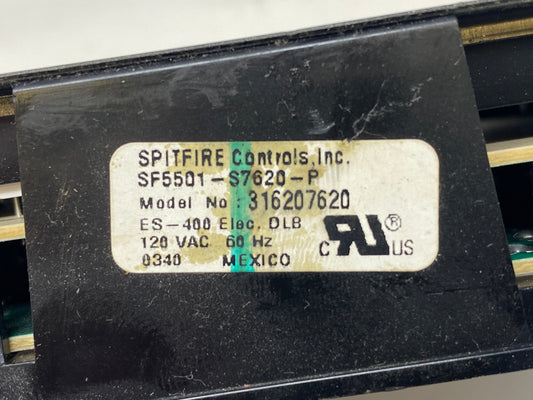 SPITFIRE Controls, Inc.
SF5501-S7620-P
Model No : 316207620
ES-400 Elec. DLB
120 VAC 60 Hz
0340 MEXICO
C RU ® US